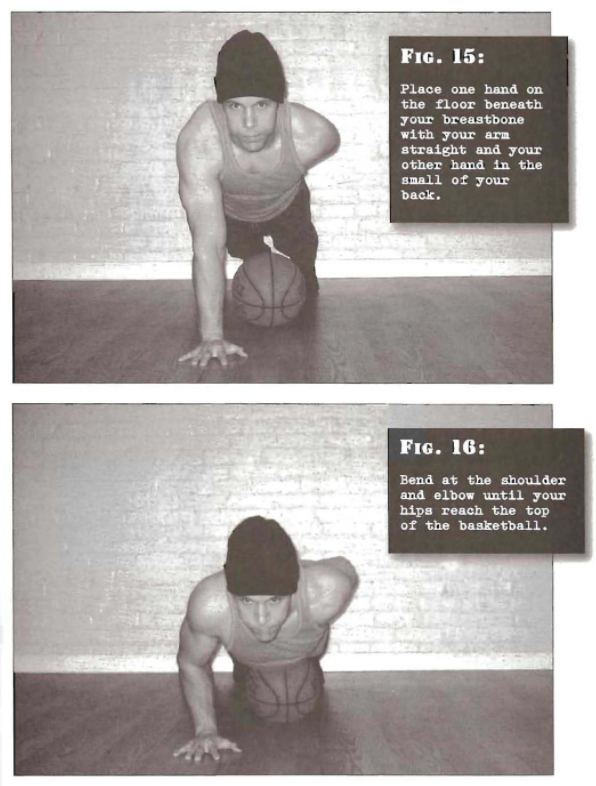 FIG. 15:
Place one hand on
the floor beneath
your breastbone
with your arm
straight and your
other hand in the
small of your
back.
FIG. 16:
Bend at the shoulder
and elbow until your
hips reach the top
of the basketball.